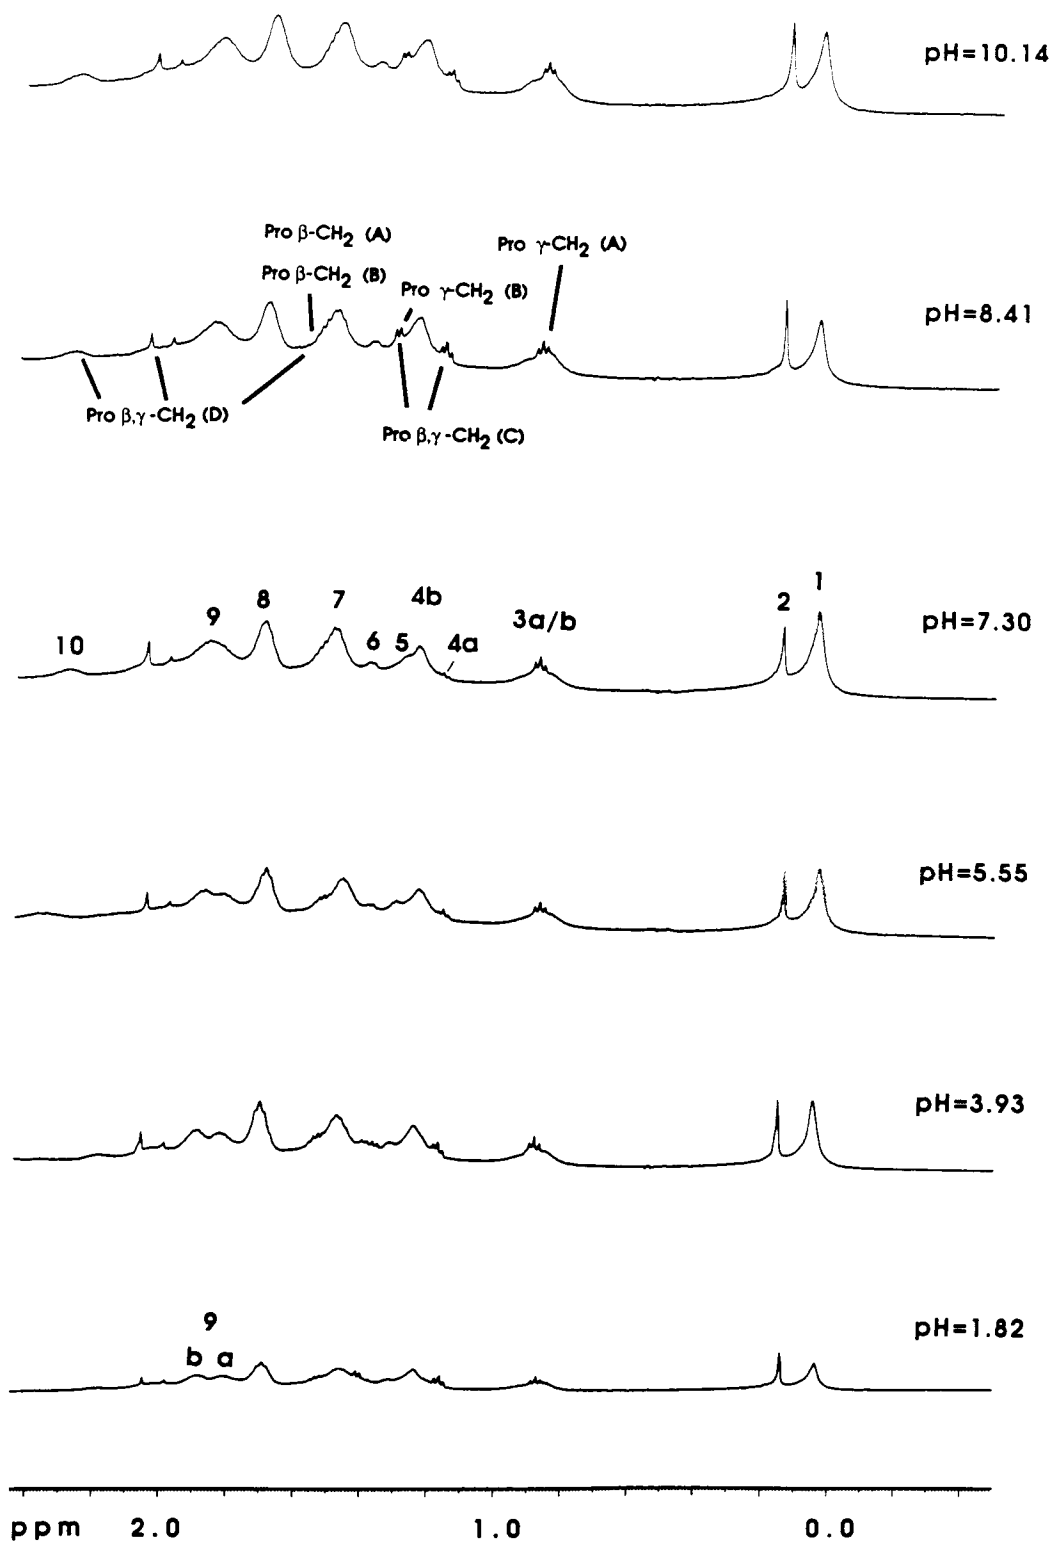 pH=10.14
Pro β-CH2 (A)
Pro γ-CH2 (A)
Pro β-CH2 (B)
Pro γ-CH2 (B)
pH=8.41
Pro β,γ-CH2 (D)
Pro β,γ-CH2 (C)
1
2
3a/b
4b
4a
5
6
7
8
9
10
pH=7.30
pH=5.55
pH=3.93
9
b a
pH=1.82
ppm 2.0 1.0 0.0